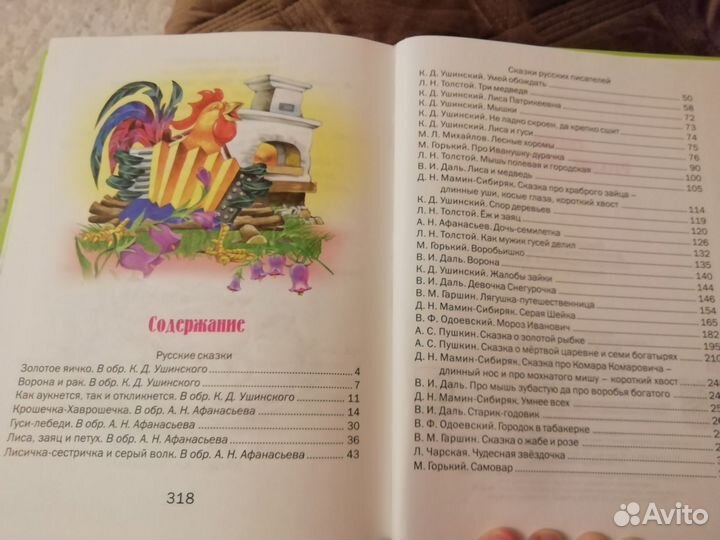 Содержание
Русские сказки
Золотое яичко. В обр. К. Д. Ушинского 4
Ворона и рак. В обр. К. Д. Ушинского 7
Как аукнется, так и откликнется. В обр. К. Д. Ушинского 11
Крошечка-Хаврошечка. В обр. А. Н. Афанасьева 14
Гуси-лебеди. В обр. А. Н. Афанасьева 30
Лиса, заяц и петух. В обр. А. Н. Афанасьева 36
Лисичка-сестричка и серый волк. В обр. А. Н. Афанасьева 43
318
Сказки русских писателей
К. Д. Ушинский. Умей обождать 50
Л. Н. Толстой. Три медведя 58
К. Д. Ушинский. Лиса Патрикеевна 72
К. Д. Ушинский. Мышки 73
К. Д. Ушинский. Не ладно скроен, да крепко сшит 74
К. Д. Ушинский. Лиса и гуси 75
М. Л. Михайлов. Лесные хоромы 76
М. Горький. Про Иванушку-дурачка 90
Л. Н. Толстой. Мышь полевая и городская 100
В. И. Даль. Лиса и медведь 105
Д. Н. Мамин-Сибиряк. Сказка про храброго зайца –
длинные уши, косые глаза, короткий хвост 114
К. Д. Ушинский. Спор деревьев 119
Л. Н. Толстой. Ёж и заяц 120
А. Н. Афанасьев. Дочь-семилетка 126
Л. Н. Толстой. Как мужик гусей делил 132
М. Горький. Воробьишко 135
В. И. Даль. Ворона 140
К. Д. Ушинский. Жалобы зайки 144
В. И. Даль. Девочка Снегурочка 146
В. М. Гаршин. Лягушка-путешественница 154
Д. Н. Мамин-Сибиряк. Серая Шейка 165
В. Ф. Одоевский. Мороз Иванович 182
А. С. Пушкин. Сказка о золотой рыбке 195
А. С. Пушкин. Сказка о мёртвой царевне и семи богатырях 210
Д. Н. Мамин-Сибиряк. Сказка про Комара Комаровича –
длинный нос и про мохнатого мишу – короткий хвост
В. И. Даль. Про мышь зубастую да про воробья богатого
Д. Н. Мамин-Сибиряк. Умнее всех
В. И. Даль. Старик-годовик
В. Ф. Одоевский. Городок в табакерке
В. М. Гаршин. Сказка о жабе и розе
Л. Чарская. Чудесная звёздочка
М. Горький. Самовар
Avito